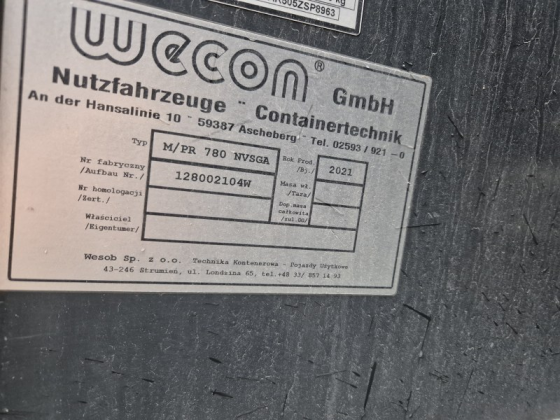 kg
RS05ZSP8963
wecon® GmbH
Nutzfahrzeuge - Containertechnik
An der Hansalinie 10 - 59387 Ascheberg - Tel. 02593 / 921 - 0
Typ M/PR 780 NVSGA Rok Prod /Bj./ 2021
Nr fabryczny /Aufbau Nr./ 128002104W Masa wł. /Tara/
Nr homologacji /Zert./ Dop.masa całkowita /zul.GG/
Właściciel /Eigentumer/
Wesob Sp. z o.o. Technika Kontenerowa - Pojazdy Użytkowe
43-246 Strumień, ul. Londzina 65, tel.+48 33/ 857 14 93